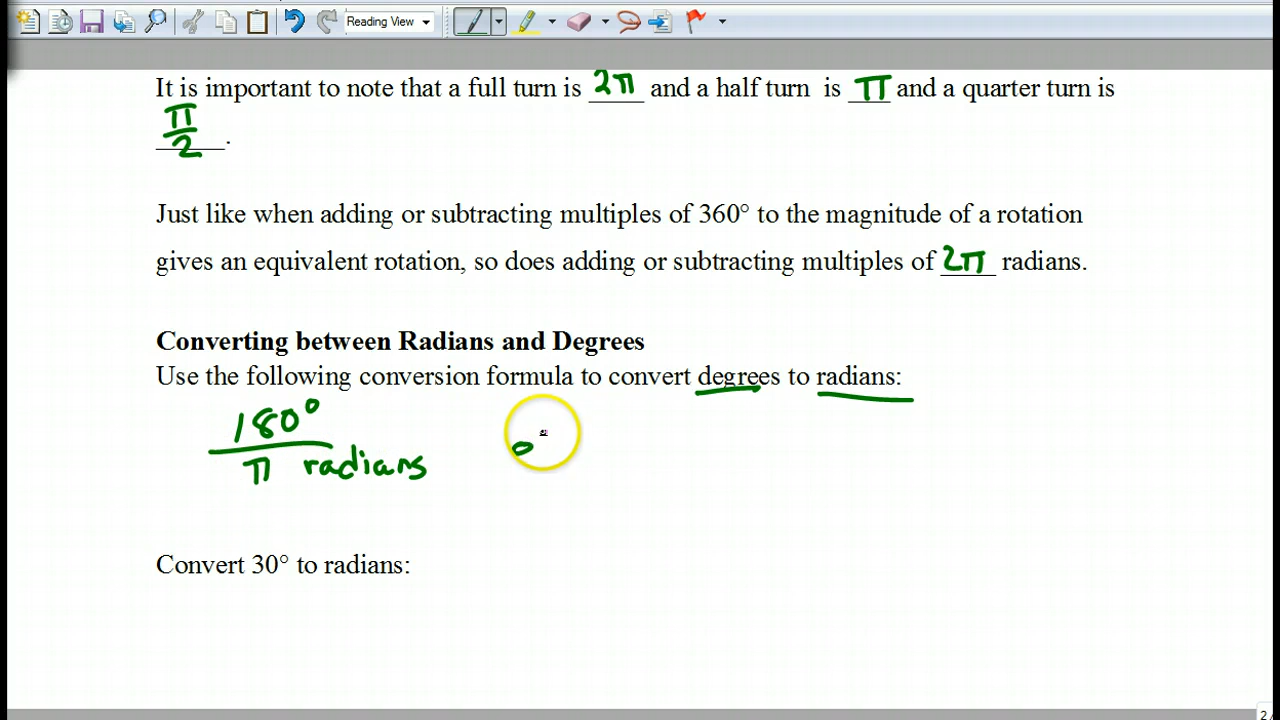 Reading View
It is important to note that a full turn is 2π and a half turn is π and a quarter turn is
π/2.
Just like when adding or subtracting multiples of 360° to the magnitude of a rotation
gives an equivalent rotation, so does adding or subtracting multiples of 2π radians.
Converting between Radians and Degrees
Use the following conversion formula to convert degrees to radians:
180°
π radians
Convert 30° to radians:
2